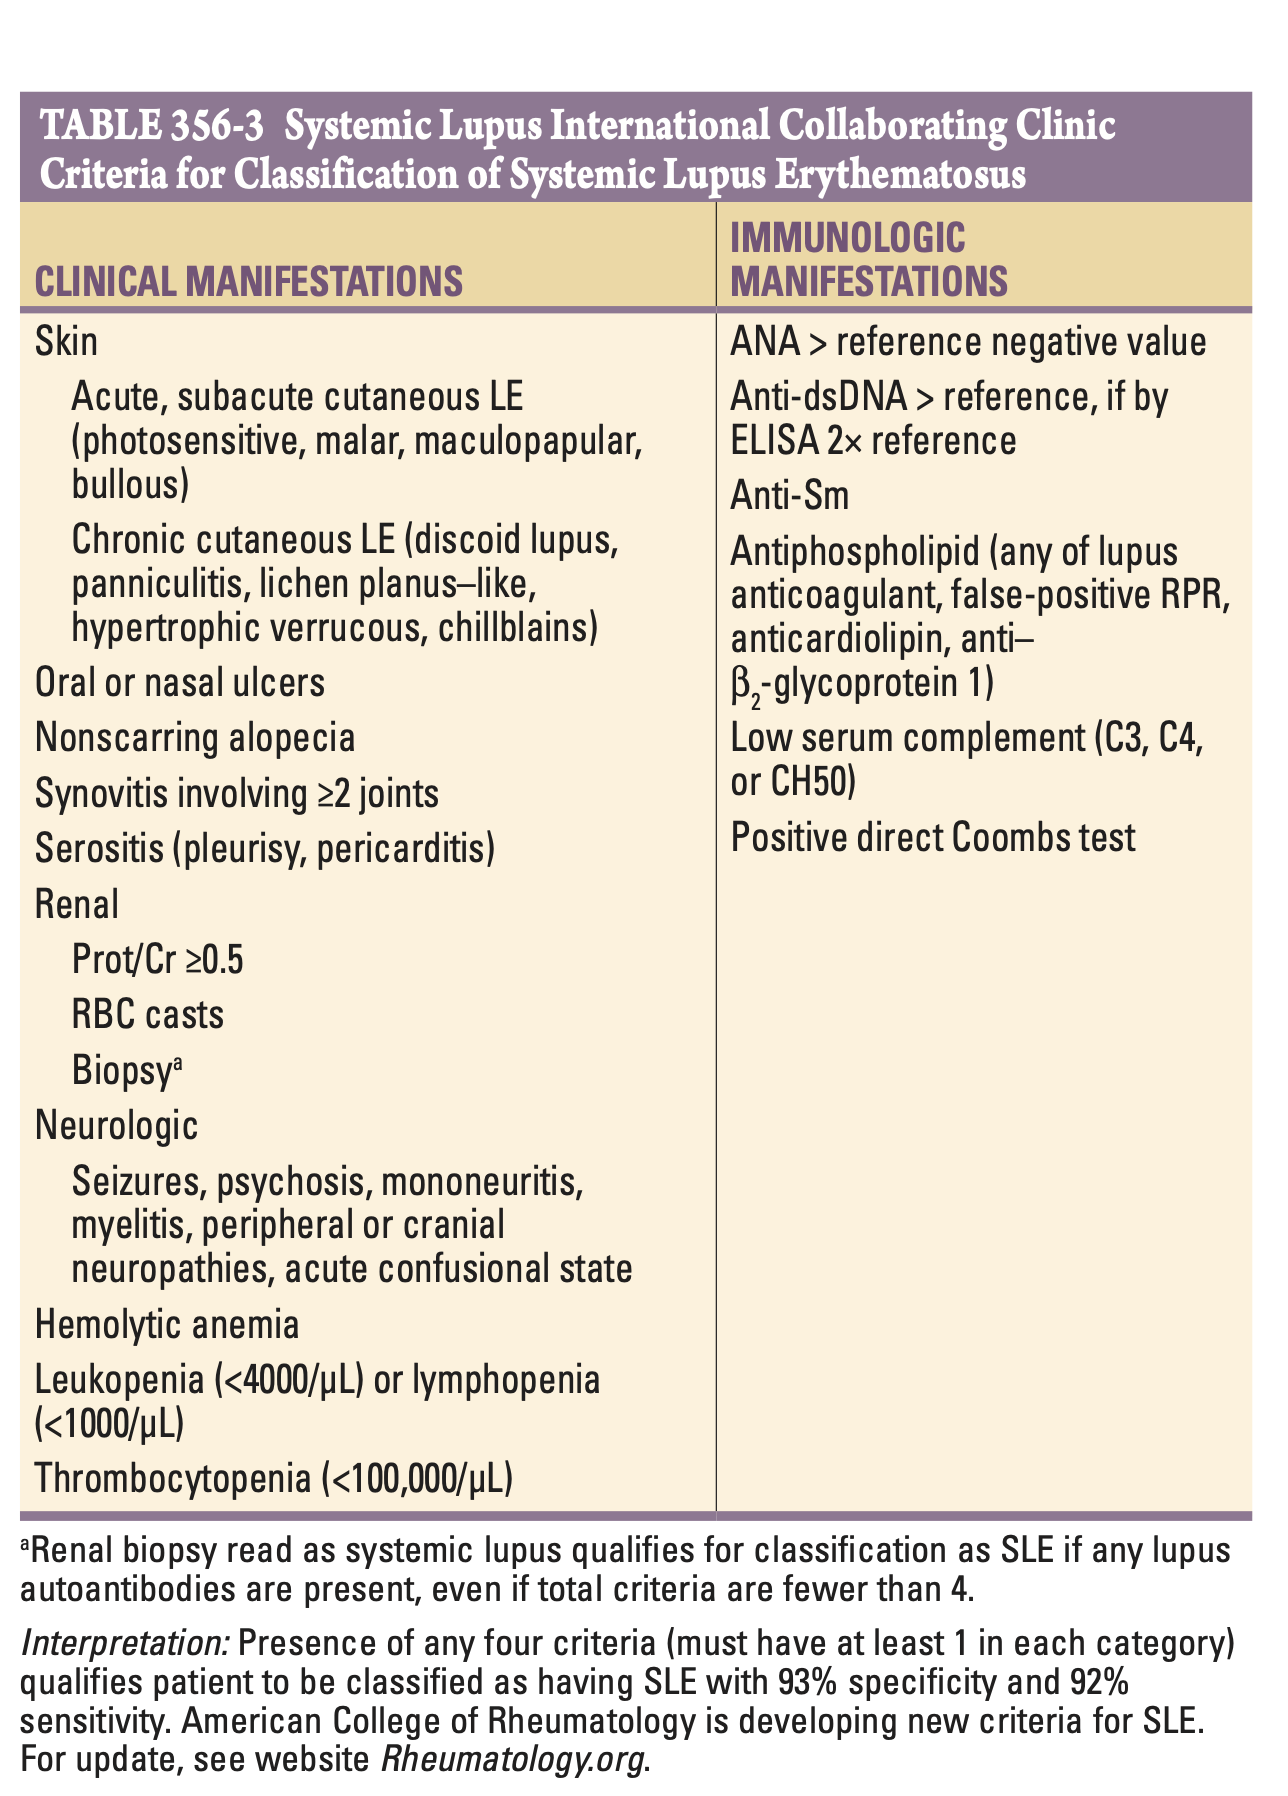 TABLE 356-3 Systemic Lupus International Collaborating Clinic
Criteria for Classification of Systemic Lupus Erythematosus
CLINICAL MANIFESTATIONS
IMMUNOLOGIC
MANIFESTATIONS
Skin
Acute, subacute cutaneous LE
(photosensitive, malar, maculopapular,
bullous)
Chronic cutaneous LE (discoid lupus,
panniculitis, lichen planus–like,
hypertrophic verrucous, chillblains)
Oral or nasal ulcers
Nonscarring alopecia
Synovitis involving ≥2 joints
Serositis (pleurisy, pericarditis)
Renal
Prot/Cr ≥0.5
RBC casts
Biopsyᵃ
Neurologic
Seizures, psychosis, mononeuritis,
myelitis, peripheral or cranial
neuropathies, acute confusional state
Hemolytic anemia
Leukopenia (<4000/μL) or lymphopenia
(<1000/μL)
Thrombocytopenia (<100,000/μL)
ANA > reference negative value
Anti-dsDNA > reference, if by
ELISA 2× reference
Anti-Sm
Antiphospholipid (any of lupus
anticoagulant, false-positive RPR,
anticardiolipin, anti–
β₂-glycoprotein 1)
Low serum complement (C3, C4,
or CH50)
Positive direct Coombs test
ᵃRenal biopsy read as systemic lupus qualifies for classification as SLE if any lupus
autoantibodies are present, even if total criteria are fewer than 4.
Interpretation: Presence of any four criteria (must have at least 1 in each category)
qualifies patient to be classified as having SLE with 93% specificity and 92%
sensitivity. American College of Rheumatology is developing new criteria for SLE.
For update, see website Rheumatology.org.